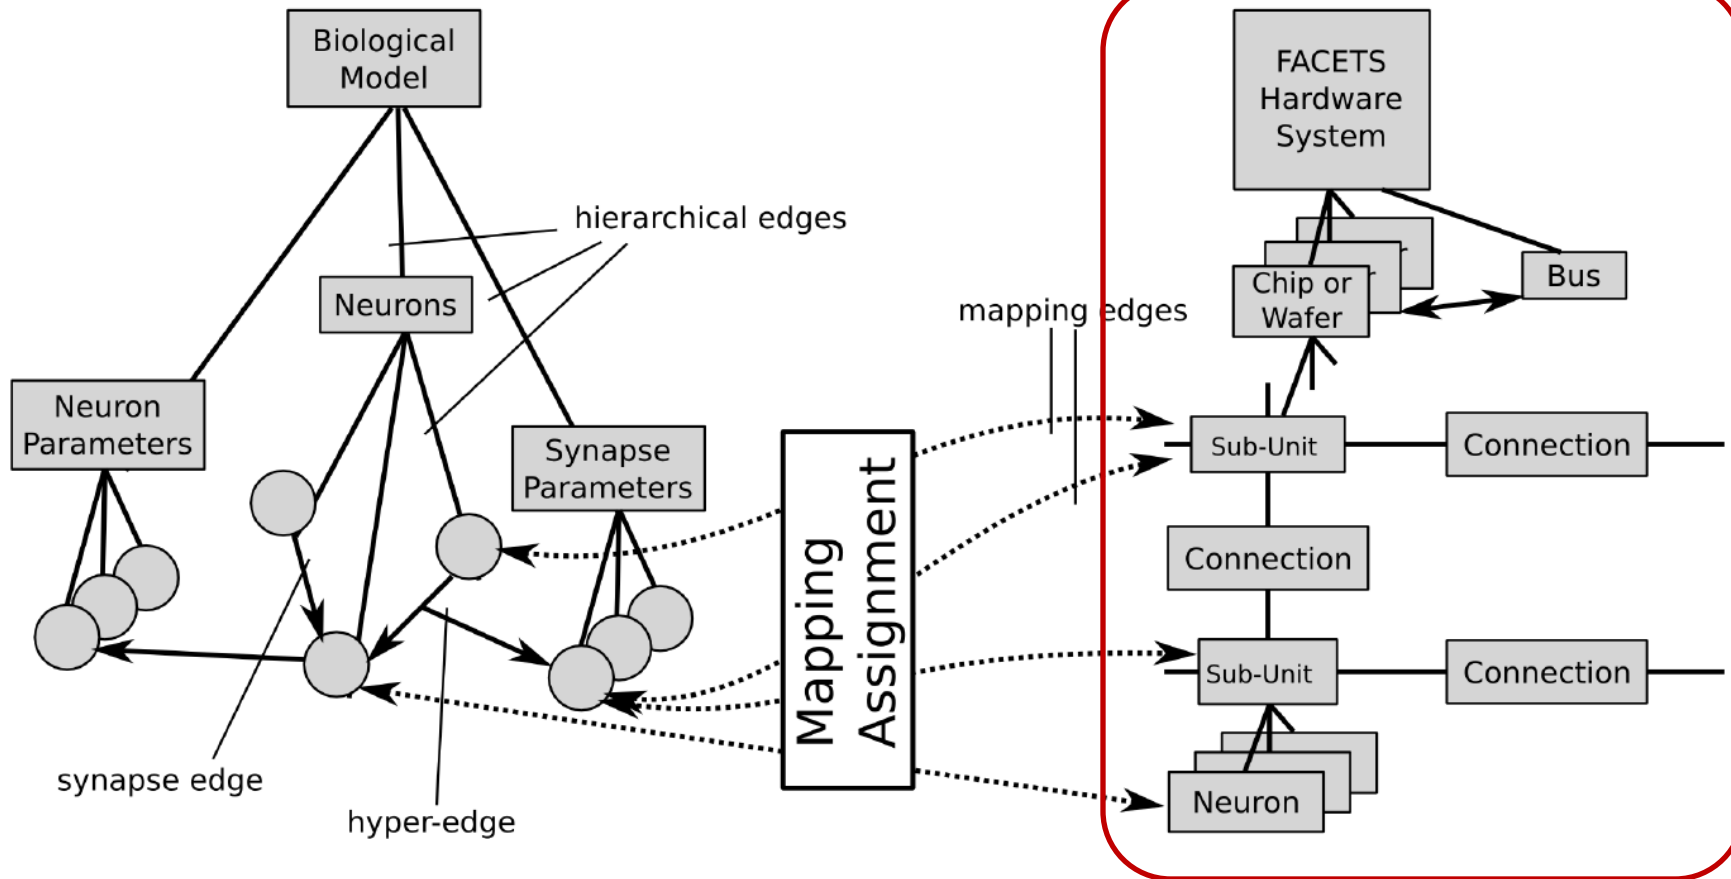 Biological
Model
FACETS
Hardware
System
hierarchical edges
Neurons
Chip or
Wafer
Bus
mapping edges
Neuron
Parameters
Synapse
Parameters
Sub-Unit
Connection
Mapping
Assignment
Connection
Sub-Unit
Connection
synapse edge
hyper-edge
Neuron